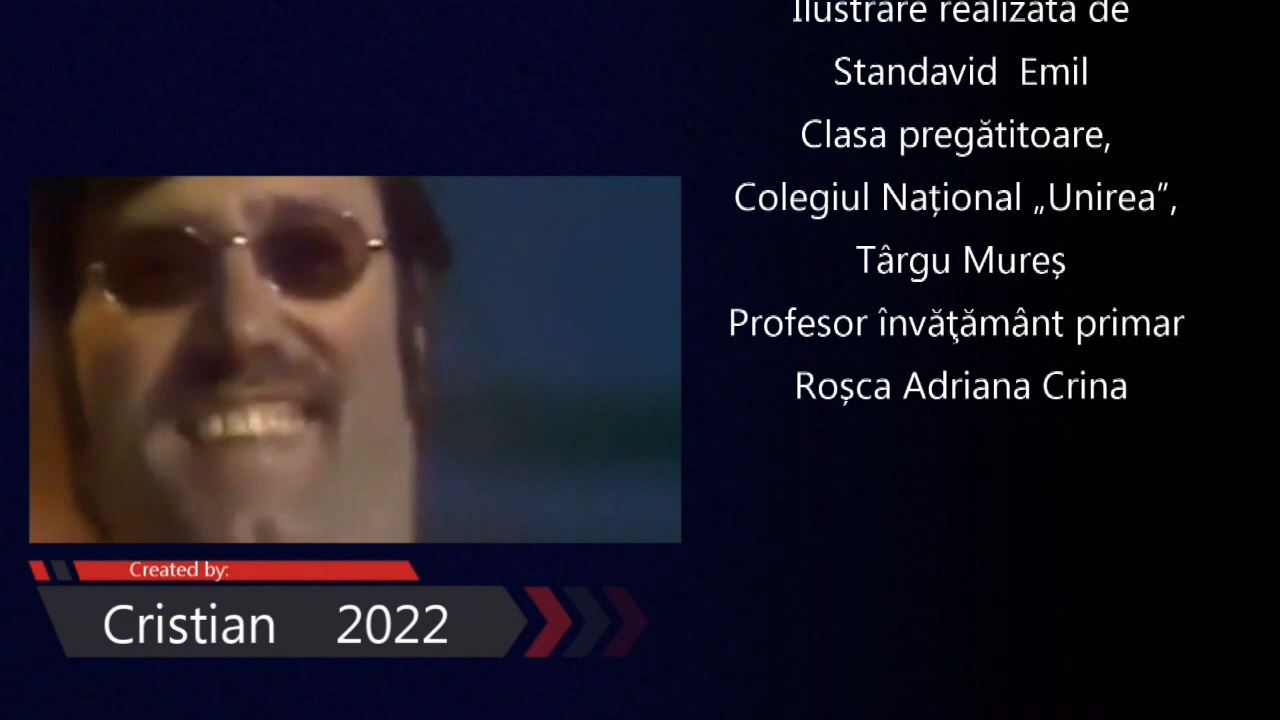 Ilustrare realizată de
Standavid Emil
Clasa pregătitoare,
Colegiul Național „Unirea”,
Târgu Mureș
Profesor învăţământ primar
Roșca Adriana Crina
Created by:
Cristian 2022